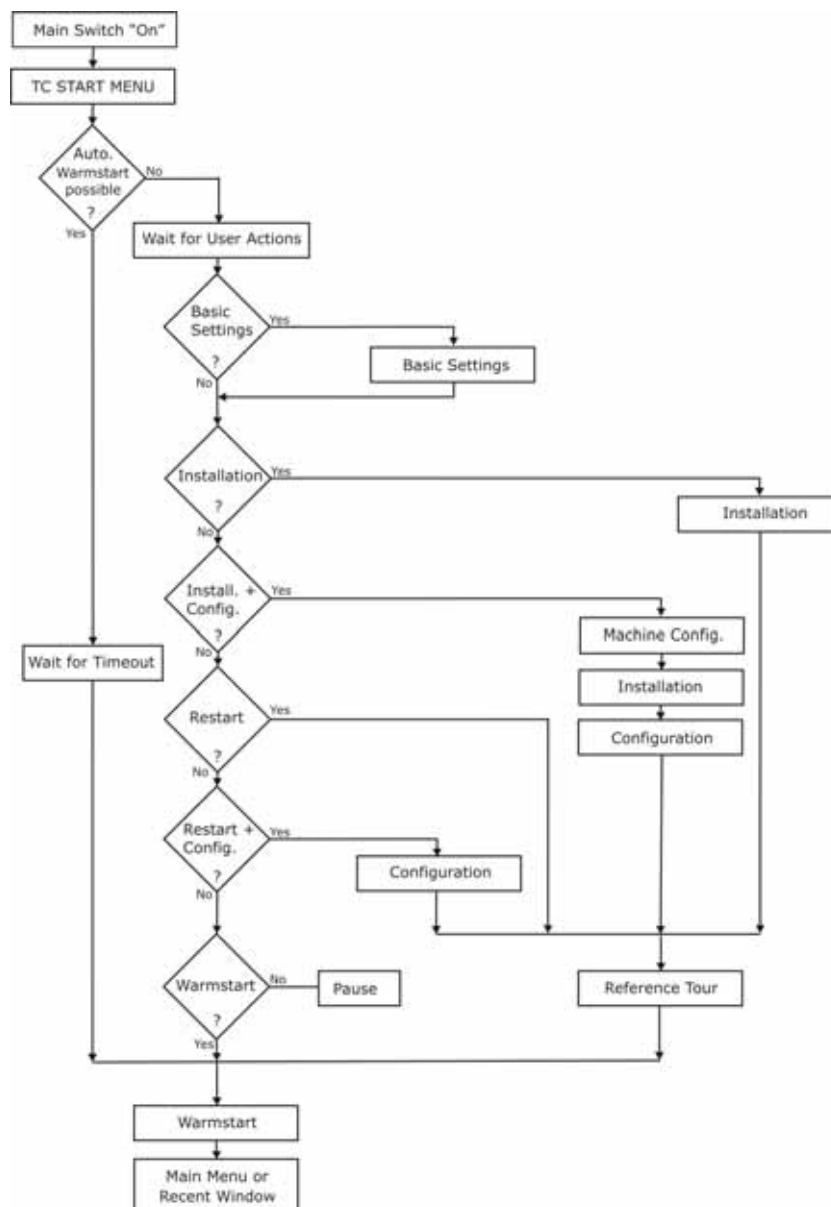 Main Switch “On”
TC START MENU
Auto.
Warmstart
possible
?
No
Yes
Wait for User Actions
Basic
Settings
?
Yes
No
Basic Settings
Installation
?
Yes
No
Installation
Install. +
Config.
?
Yes
No
Machine Config.
Installation
Configuration
Wait for Timeout
Restart
?
Yes
No
Restart +
Config.
?
Yes
No
Configuration
Warmstart
?
No
Yes
Pause
Reference Tour
Warmstart
Main Menu or
Recent Window